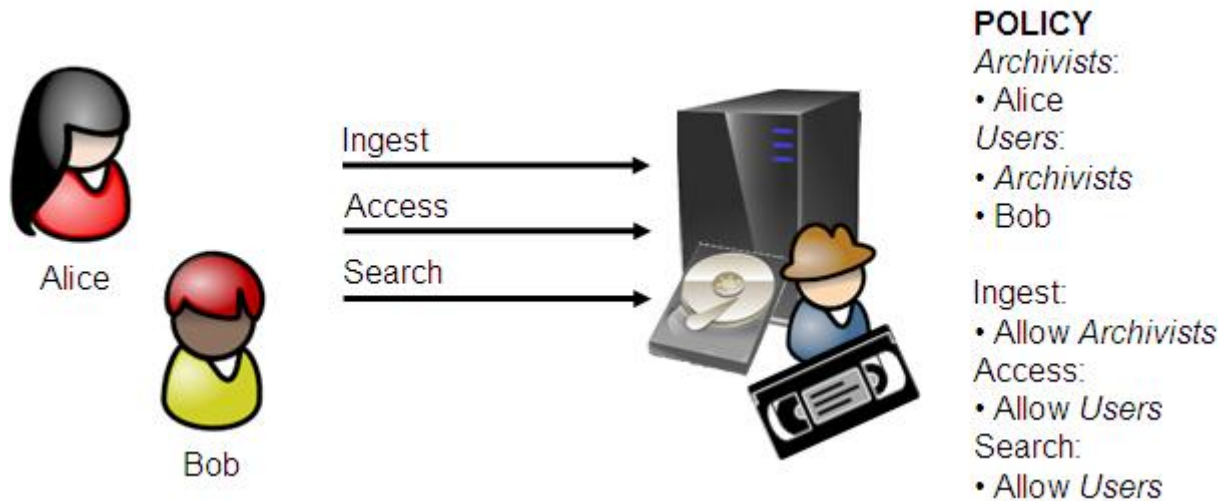 Alice
Bob
Ingest
Access
Search
POLICY
Archivists:
• Alice
Users:
• Archivists
• Bob
Ingest:
• Allow Archivists
Access:
• Allow Users
Search:
• Allow Users